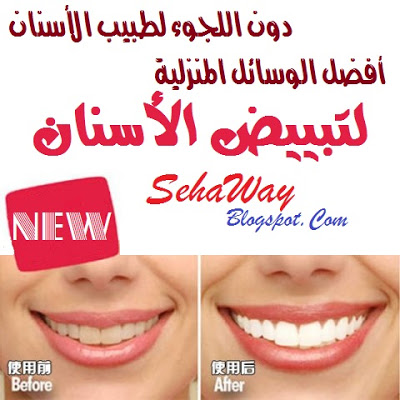 دون اللجوء لطبيب الأسنان
أفضل الوسائل المنزلية
لتبييض الأسنان
SehaWay
Blogspot.Com
NEW
使用前
Before
使用后
After